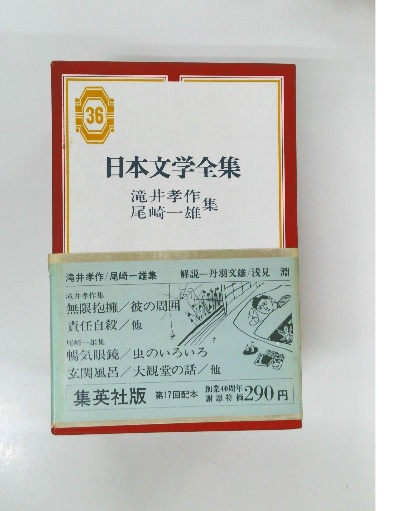 36
日本文学全集
滝井孝作
尾崎一雄 集
滝井孝作/尾崎一雄集 解説―丹羽文雄/浅見 淵
滝井孝作集
無限抱擁/彼の周囲
責任自殺/他
尾崎一雄集
暢気眼鏡/虫のいろいろ
玄関風呂/大観堂の話/他
集英社版 第17回配本 創業40周年 謝恩特価 290円